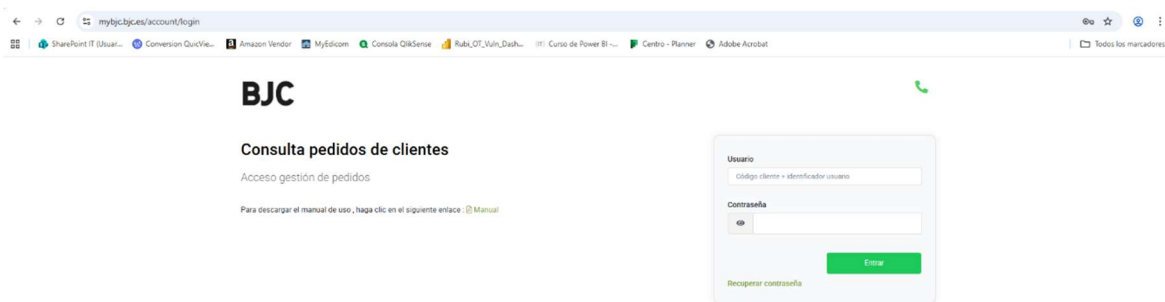 mybjc.bjc.es/account/login
SharePoint IT (Usuar... Conversion QuicVie... Amazon Vendor MyEdicom Consola QlikSense Rubi_OT_Vuln_Dash... Curso de Power BI -... Centro - Planner Adobe Acrobat Todos los marcadores
BJC
Consulta pedidos de clientes
Acceso gestión de pedidos
Para descargar el manual de uso , haga clic en el siguiente enlace : Manual
Usuario
Código cliente + identificador usuario
Contraseña
Entrar
Recuperar contraseña